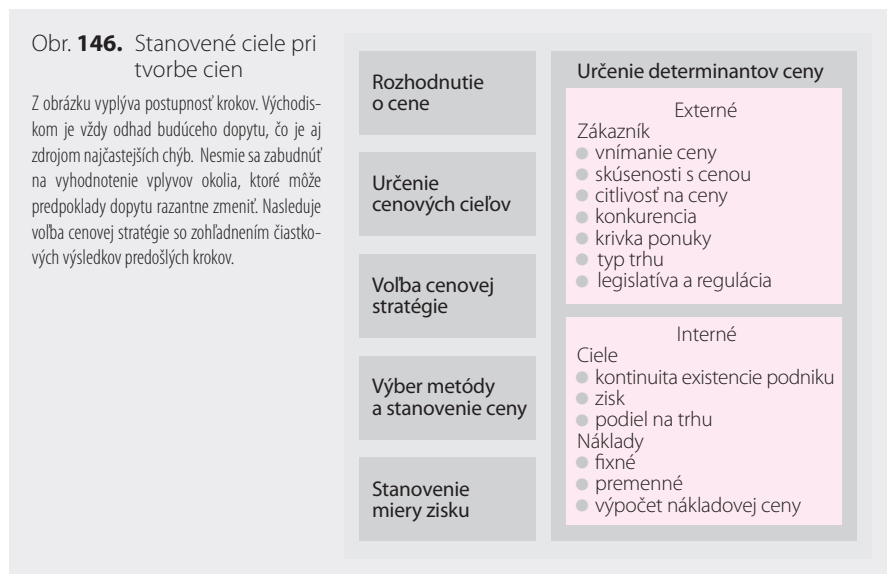 Obr. 146. Stanovené ciele pri
tvorbe cien
Z obrázku vyplýva postupnosť krokov. Východis-
kom je vždy odhad budúceho dopytu, čo je aj
zdrojom najčastejších chýb. Nesmie sa zabudnúť
na vyhodnotenie vplyvov okolia, ktoré môže
predpoklady dopytu razantne zmeniť. Nasleduje
voľba cenovej stratégie so zohľadnením čiastko-
vých výsledkov predošlých krokov.
Rozhodnutie
o cene
Určenie
cenových cieľov
Voľba cenovej
stratégie
Výber metódy
a stanovenie ceny
Stanovenie
miery zisku
Určenie determinantov ceny
Externé
Zákazník
vnímanie ceny
skúsenosti s cenou
citlivosť na ceny
konkurencia
krivka ponuky
typ trhu
legislatíva a regulácia
Interné
Ciele
kontinuita existencie podniku
zisk
podiel na trhu
Náklady
fixné
premenné
výpočet nákladovej ceny